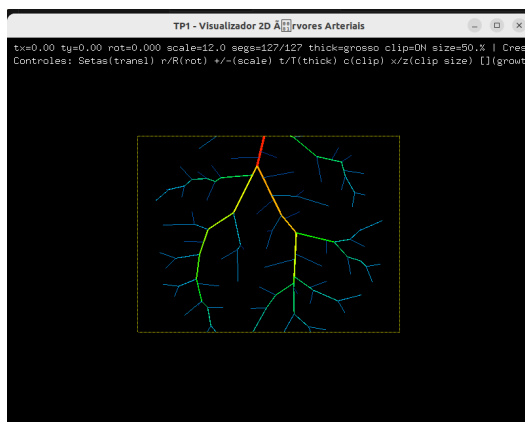 TP1 - Visualizador 2D Árvores Arteriais
tx=0.00 ty=0.00 rot=0.000 scale=12.0 segs=127/127 thick=grosso clip=ON size=50.% | Cres
Controles: Setas(transl) r/R(rot) +/-(scale) t/T(thick) c(clip) x/z(clip size) [](growt